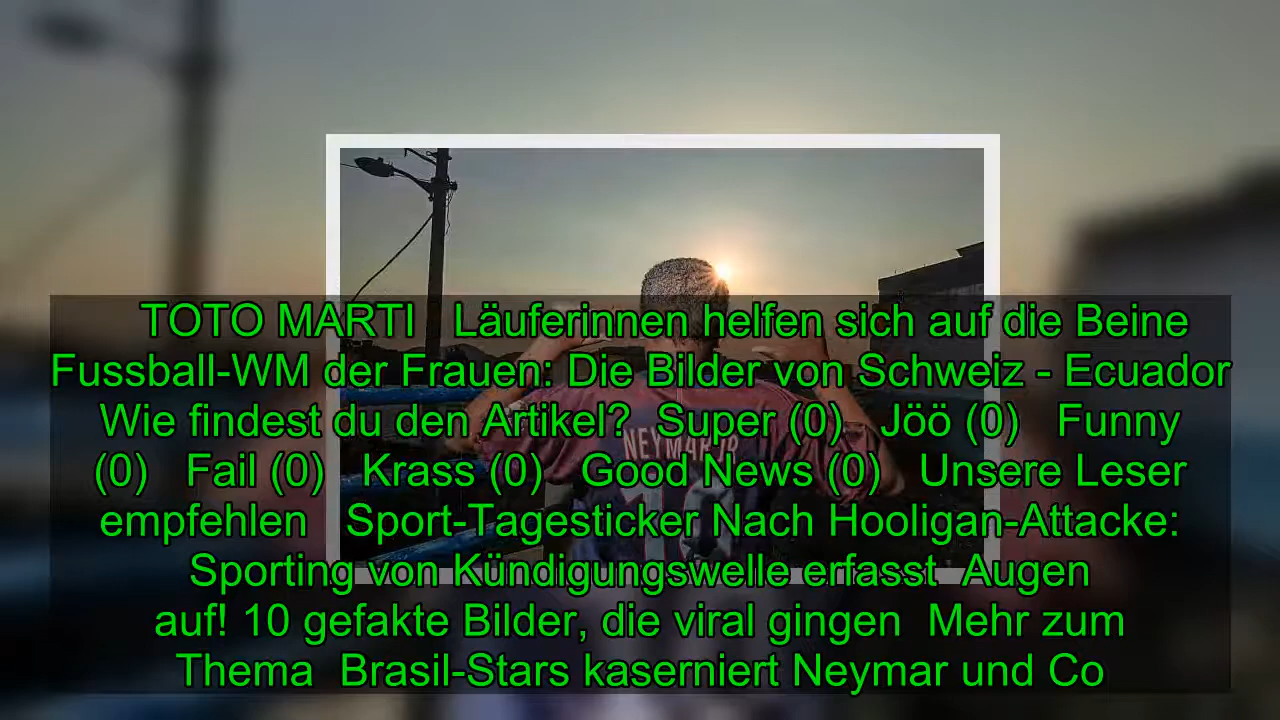 TOTO MARTI Läuferinnen helfen sich auf die Beine
Fussball-WM der Frauen: Die Bilder von Schweiz - Ecuador
Wie findest du den Artikel? Super (0) Jöö (0) Funny
(0) Fail (0) Krass (0) Good News (0) Unsere Leser
empfehlen Sport-Tagesticker Nach Hooligan-Attacke:
Sporting von Kündigungswelle erfasst Augen
auf! 10 gefakte Bilder, die viral gingen Mehr zum
Thema Brasil-Stars kaserniert Neymar und Co
NEYMAR JR
10